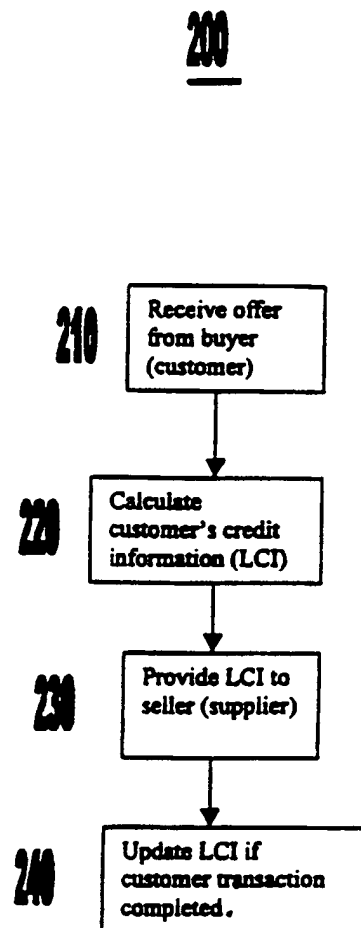 200
210
Receive offer
from buyer
(customer)
220
Calculate
customer's credit
information (LCI)
230
Provide LCI to
seller (supplier)
240
Update LCI if
customer transaction
completed.